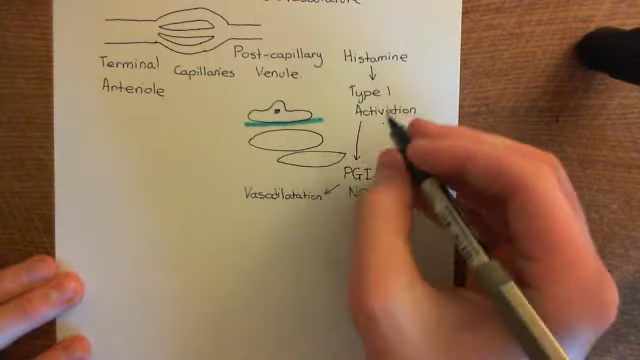 Terminal
Arteriole
Capillaries
Post-capillary
Venule.
Histamine
Type 1
Activation
PGI
Vasodilatation